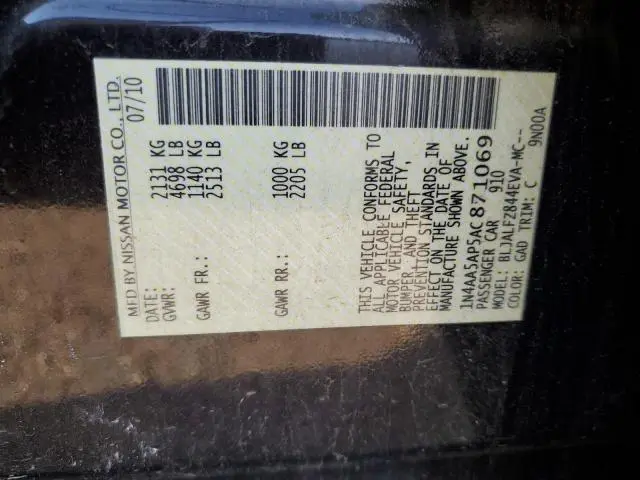 MFD BY NISSAN MOTOR CO., LTD.
DATE: 07/10
GVWR: 2131 KG
4698 LB
GAWR FR: 1140 KG
2513 LB
GAWR RR: 1000 KG
2205 LB
THIS VEHICLE CONFORMS TO
ALL APPLICABLE FEDERAL
MOTOR VEHICLE SAFETY,
BUMPER, AND THEFT
PREVENTION STANDARDS IN
EFFECT ON THE DATE OF
MANUFACTURE SHOWN ABOVE.
1N4AA5AP5AC871069
PASSENGER CAR 910
MODEL: BLJALFZ844EVA-MC--
COLOR: GAD TRIM: C 9N00A